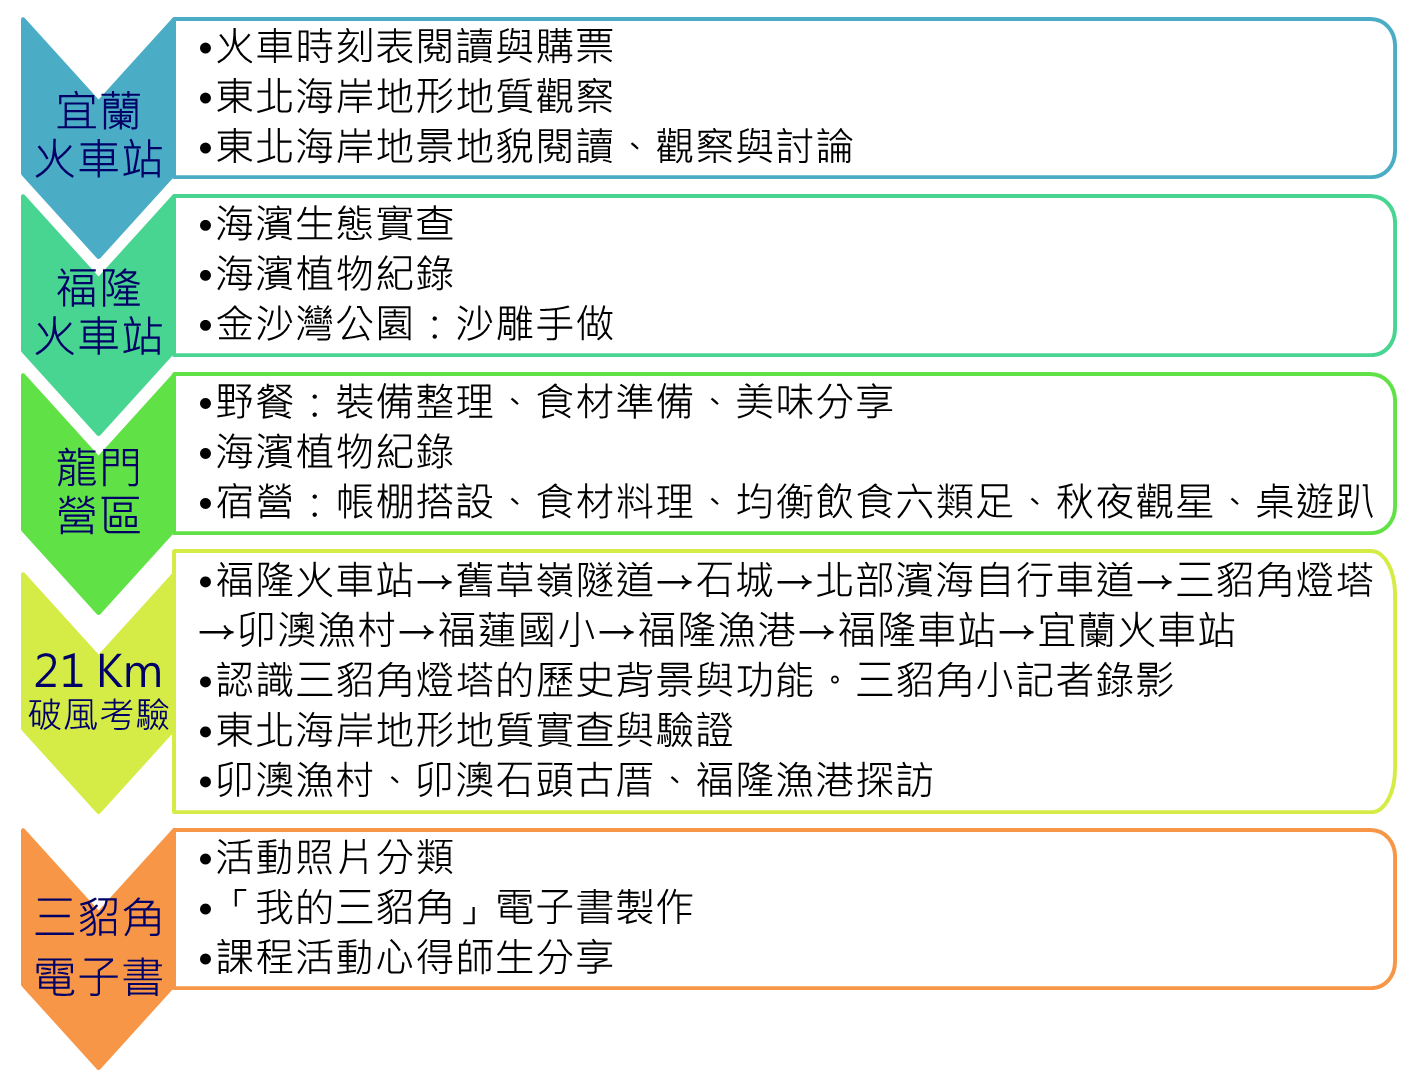 宜蘭
火車站
•火車時刻表閱讀與購票
•東北海岸地形地質觀察
•東北海岸地景地貌閱讀、觀察與討論
福隆
火車站
•海濱生態實查
•海濱植物紀錄
•金沙灣公園：沙雕手做
龍門
營區
•野餐：裝備整理、食材準備、美味分享
•海濱植物紀錄
•宿營：帳棚搭設、食材料理、均衡飲食六類足、秋夜觀星、桌遊趴
21 Km
破風考驗
•福隆火車站→舊草嶺隧道→石城→北部濱海自行車道→三貂角燈塔
→卯澳漁村→福蓮國小→福隆漁港→福隆車站→宜蘭火車站
•認識三貂角燈塔的歷史背景與功能。三貂角小記者錄影
•東北海岸地形地質實查與驗證
•卯澳漁村、卯澳石頭古厝、福隆漁港探訪
三貂角
電子書
•活動照片分類
•「我的三貂角」電子書製作
•課程活動心得師生分享